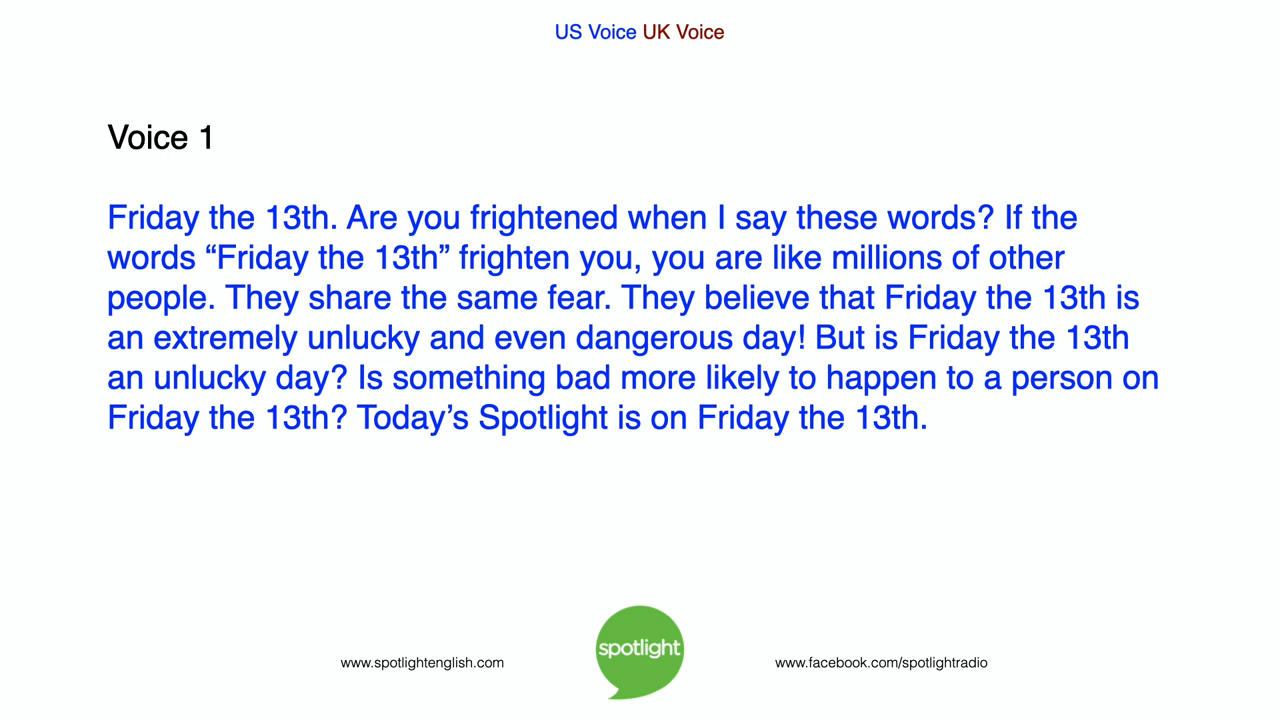 US Voice UK Voice
Voice 1
Friday the 13th. Are you frightened when I say these words? If the
words “Friday the 13th” frighten you, you are like millions of other
people. They share the same fear. They believe that Friday the 13th is
an extremely unlucky and even dangerous day! But is Friday the 13th
an unlucky day? Is something bad more likely to happen to a person on
Friday the 13th? Today’s Spotlight is on Friday the 13th.
www.spotlightenglish.com
spotlight
www.facebook.com/spotlightradio